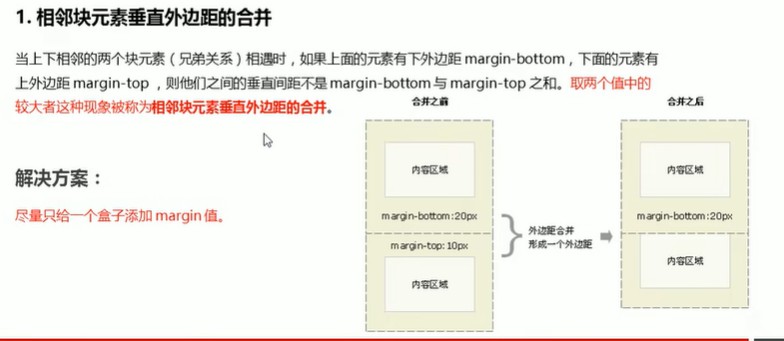 1. 相邻块元素垂直外边距的合并
当上下相邻的两个块元素（兄弟关系）相遇时，如果上面的元素有下外边距 margin-bottom，下面的元素有
上外边距 margin-top ，则他们之间的垂直间距不是 margin-bottom 与 margin-top 之和。取两个值中的
较大者这种现象被称为相邻块元素垂直外边距的合并。
解决方案：
尽量只给一个盒子添加 margin 值。
合并之前
内容区域
margin-bottom:20px
margin-top:10px
内容区域
外边距合并
形成一个外边距
合并之后
内容区域
margin-bottom:20px
内容区域